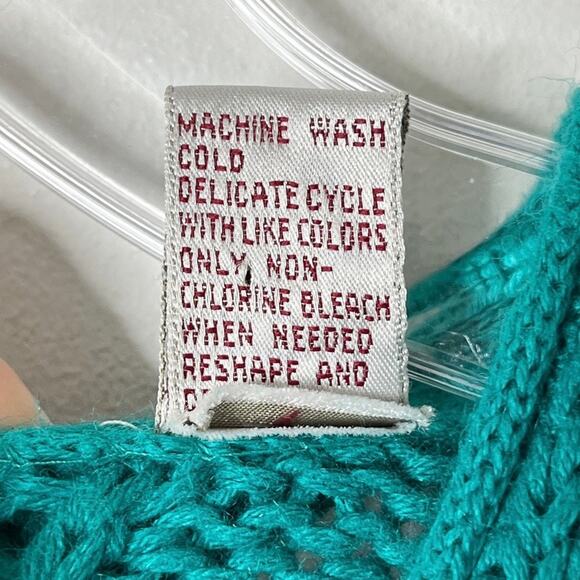 MACHINE WASH
COLD
DELICATE CYCLE
WITH LIKE COLORS
ONLY, NON-
CHLORINE BLEACH
WHEN NEEDED
RESHAPE AND